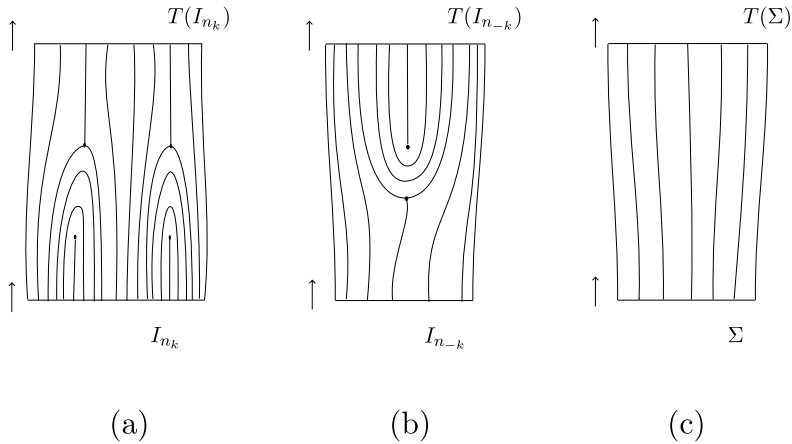 T(I_{n_k}) T(I_{n_{-k}}) T(Σ)
I_{n_k} I_{n_{-k}} Σ
(a) (b) (c)